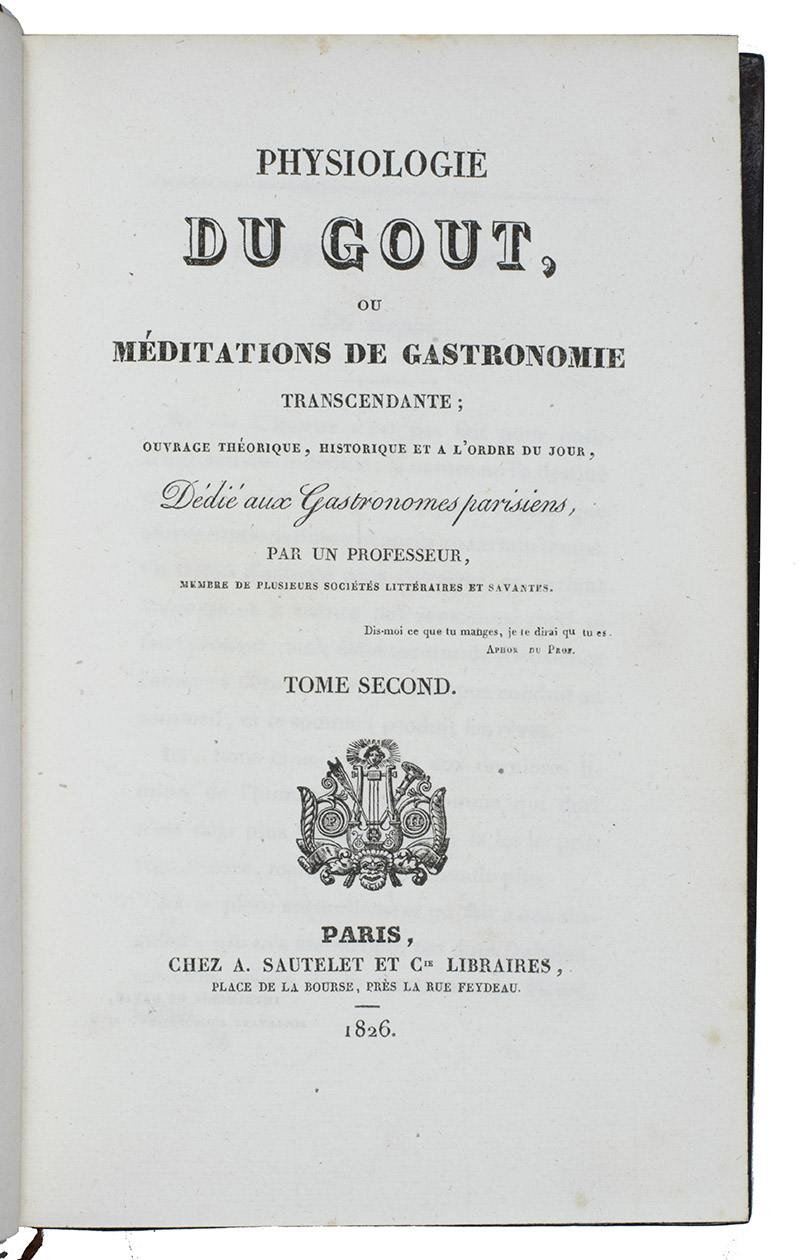 PHYSIOLOGIE
DU GOUT,
OU
MÉDITATIONS DE GASTRONOMIE
TRANSCENDANTE;
OUVRAGE THÉORIQUE, HISTORIQUE ET A L'ORDRE DU JOUR,
Dédié aux Gastronomes parisiens,
PAR UN PROFESSEUR,
MEMBRE DE PLUSIEURS SOCIÉTÉS LITTÉRAIRES ET SAVANTES.
Dis-moi ce que tu manges, je te dirai qu tu es.
APHOR DU PROF.
TOME SECOND.
PARIS,
CHEZ A. SAUTELET ET Cie LIBRAIRES,
PLACE DE LA BOURSE, PRÈS LA RUE FEYDEAU.
1826.